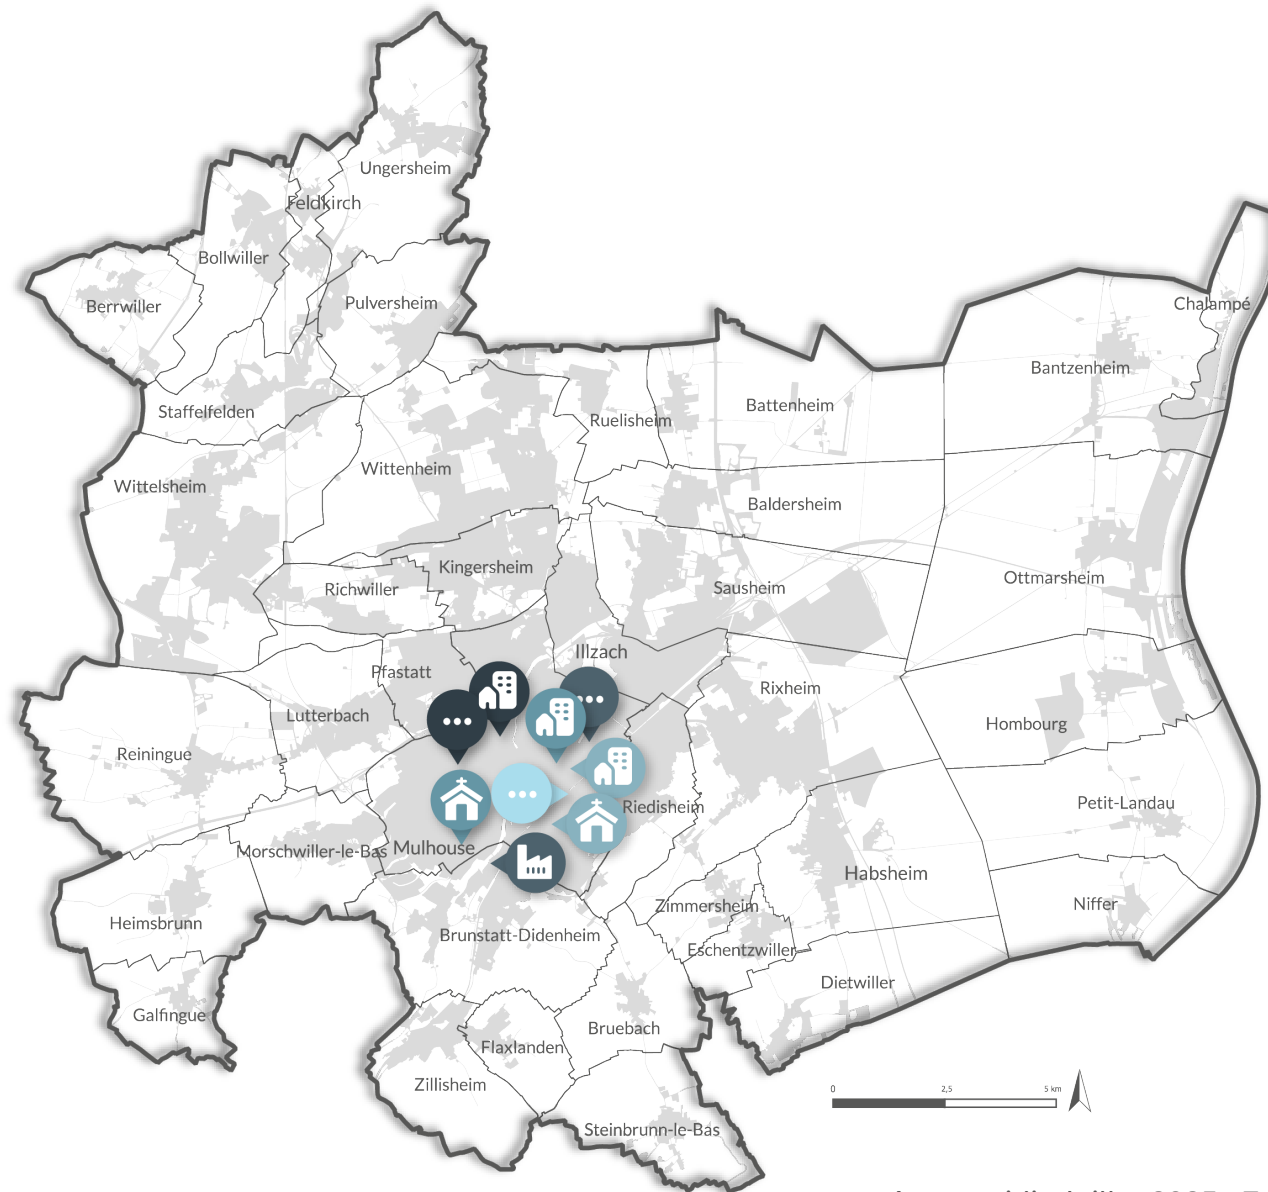 Ungersheim
Feldkirch
Bollwiller
Berrwiller
Pulversheim
Chalampé
Bantzenheim
Staffelfelden
Ruelisheim
Battenheim
Wittenheim
Wittelsheim
Baldersheim
Kingersheim
Richwiller
Sausheim
Ottmarsheim
Illzach
Pfastatt
Rixheim
Lutterbach
Hombourg
Reiningue
Riedisheim
Petit-Landau
Morschwiller-le-Bas
Mulhouse
Habsheim
Zimmersheim
Niffer
Heimsbrunn
Brunstatt-Didenheim
Eschentzwiller
Dietwiller
Galfingue
Bruebach
Flaxlanden
Zillisheim
0 2,5 5 km
Steinbrunn-le-Bas